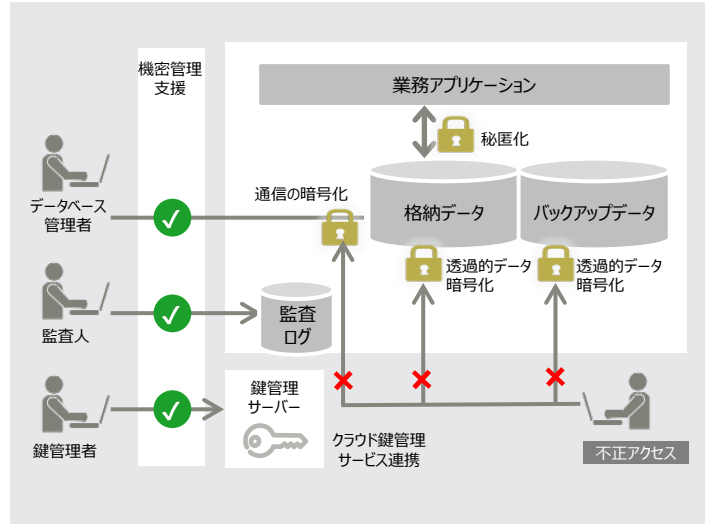 機密管理
支援
業務アプリケーション
秘匿化
データベース
管理者
通信の暗号化
格納データ
バックアップデータ
透過的データ
暗号化
透過的データ
暗号化
監査人
監査
ログ
鍵管理者
鍵管理
サーバー
クラウド鍵管理
サービス連携
不正アクセス